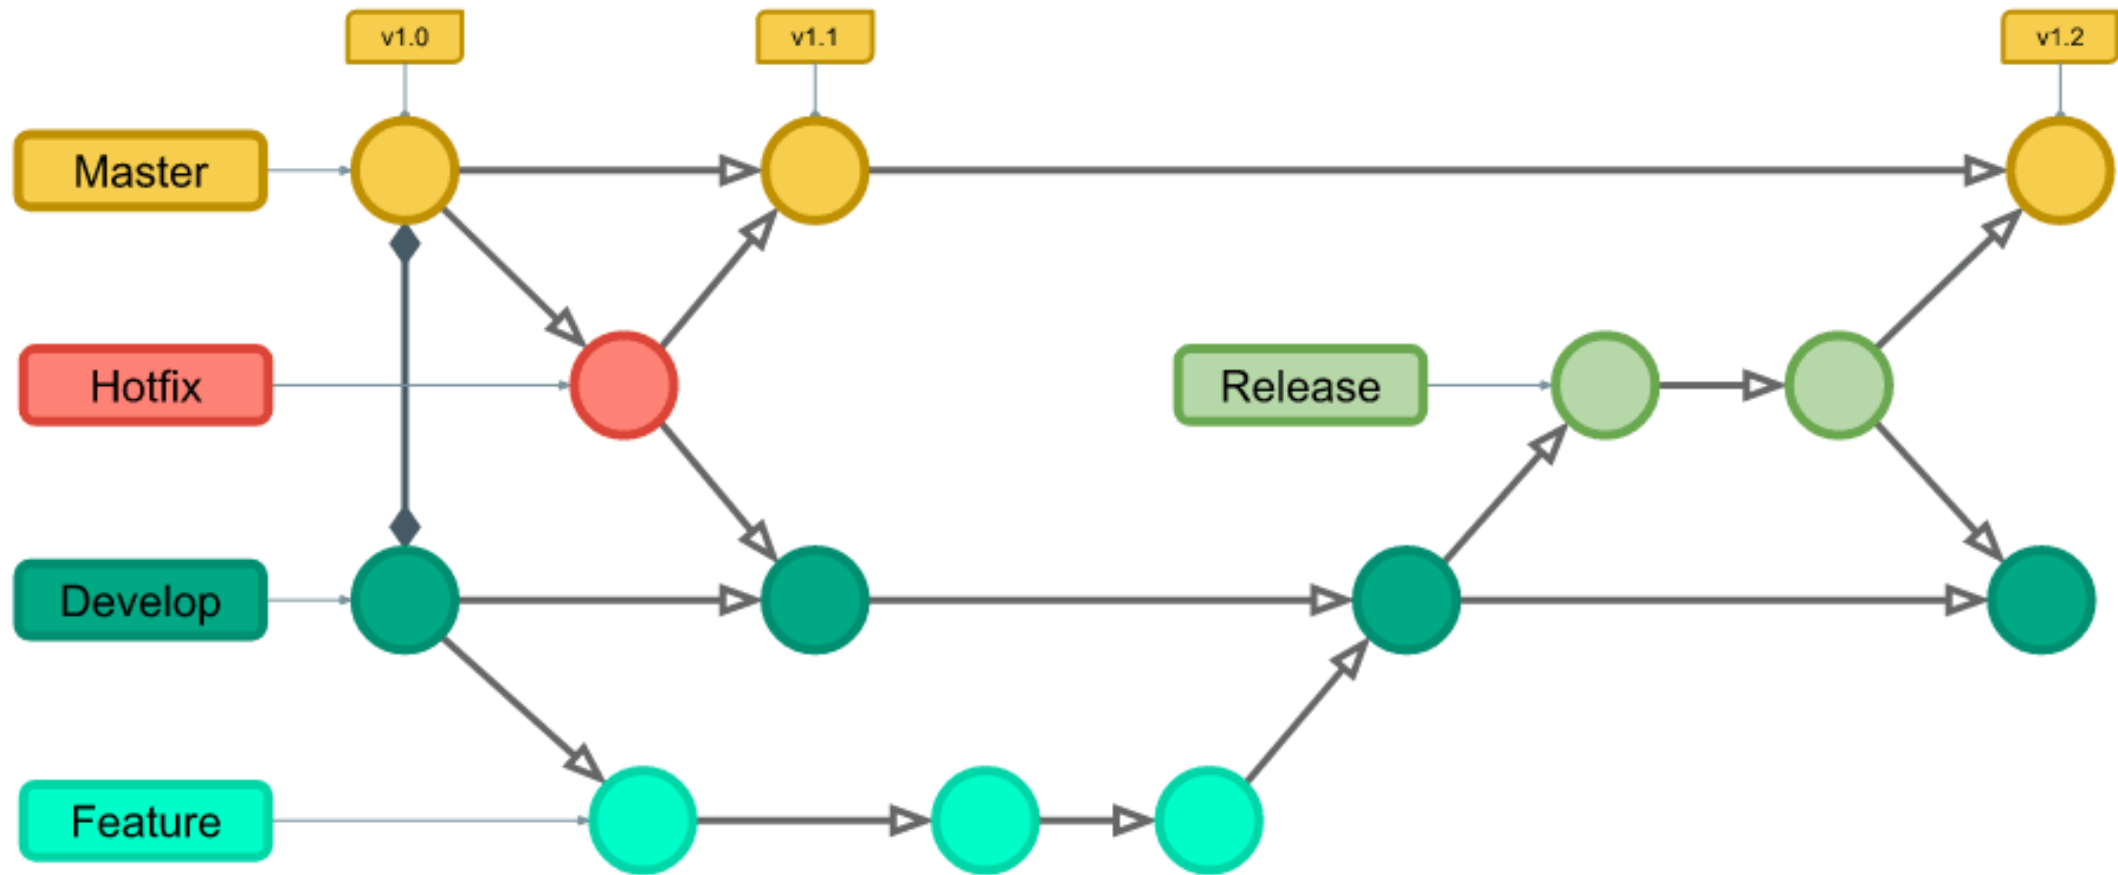 v1.0
v1.1
v1.2
Master
Hotfix
Release
Develop
Feature